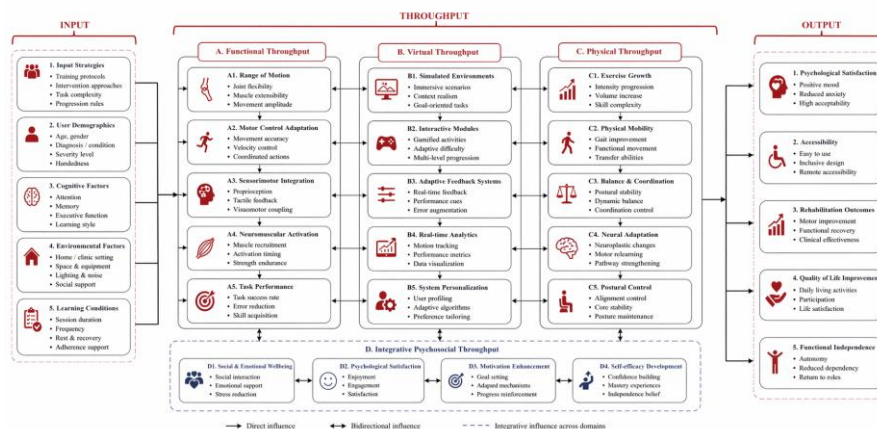 THROUGHPUT
INPUT
1. Input Strategies
Training protocols
Intervention approaches
Task complexity
Progression rules
2. User Demographics
Age, gender
Diagnosis / condition
Severity level
Handedness
3. Cognitive Factors
Attention
Memory
Executive function
Learning style
4. Environmental Factors
Home / clinic setting
Space & equipment
Lighting & noise
Social support
5. Learning Conditions
Session duration
Frequency
Rest & recovery
Adherence support
A. Functional Throughput
A1. Range of Motion
Joint flexibility
Muscle extensibility
Movement amplitude
A2. Motor Control Adaptation
Movement accuracy
Velocity control
Coordinated actions
A3. Sensorimotor Integration
Proprioception
Tactile feedback
Visuomotor coupling
A4. Neuromuscular Activation
Muscle recruitment
Activation timing
Strength endurance
A5. Task Performance
Task success rate
Error reduction
Skill acquisition
B. Virtual Throughput
B1. Simulated Environments
Immersive scenarios
Context realism
Goal-oriented tasks
B2. Interactive Modules
Gamified activities
Adaptive difficulty
Multi-level progression
B3. Adaptive Feedback Systems
Real-time feedback
Performance cues
Error augmentation
B4. Real-time Analytics
Motion tracking
Performance metrics
Data visualization
B5. System Personalization
User profiling
Adaptive algorithms
Preference tailoring
C. Physical Throughput
C1. Exercise Growth
Intensity progression
Volume increase
Skill complexity
C2. Physical Mobility
Gait improvement
Functional movement
Transfer abilities
C3. Balance & Coordination
Postural stability
Dynamic balance
Coordination control
C4. Neural Adaptation
Neuroplastic changes
Motor relearning
Pathway strengthening
C5. Postural Control
Alignment control
Core stability
Posture maintenance
D. Integrative Psychosocial Throughput
D1. Social & Emotional Wellbeing
Social interaction
Emotional support
Stress reduction
D2. Psychological Satisfaction
Enjoyment
Engagement
Satisfaction
D3. Motivation Enhancement
Goal setting
Adapand mechanisms
Progress reinforcement
D4. Self-efficacy Development
Confidence building
Mastery experiences
Independence belief
OUTPUT
1. Psychological Satisfaction
Positive mood
Reduced anxiety
High acceptability
2. Accessibility
Easy to use
Inclusive design
Remote accessibility
3. Rehabilitation Outcomes
Motor improvement
Functional recovery
Clinical effectiveness
4. Quality of Life Improvement
Daily living activities
Participation
Life satisfaction
5. Functional Independence
Autonomy
Reduced dependency
Return to roles
Direct influence
Bidirectional influence
Integrative influence across domains